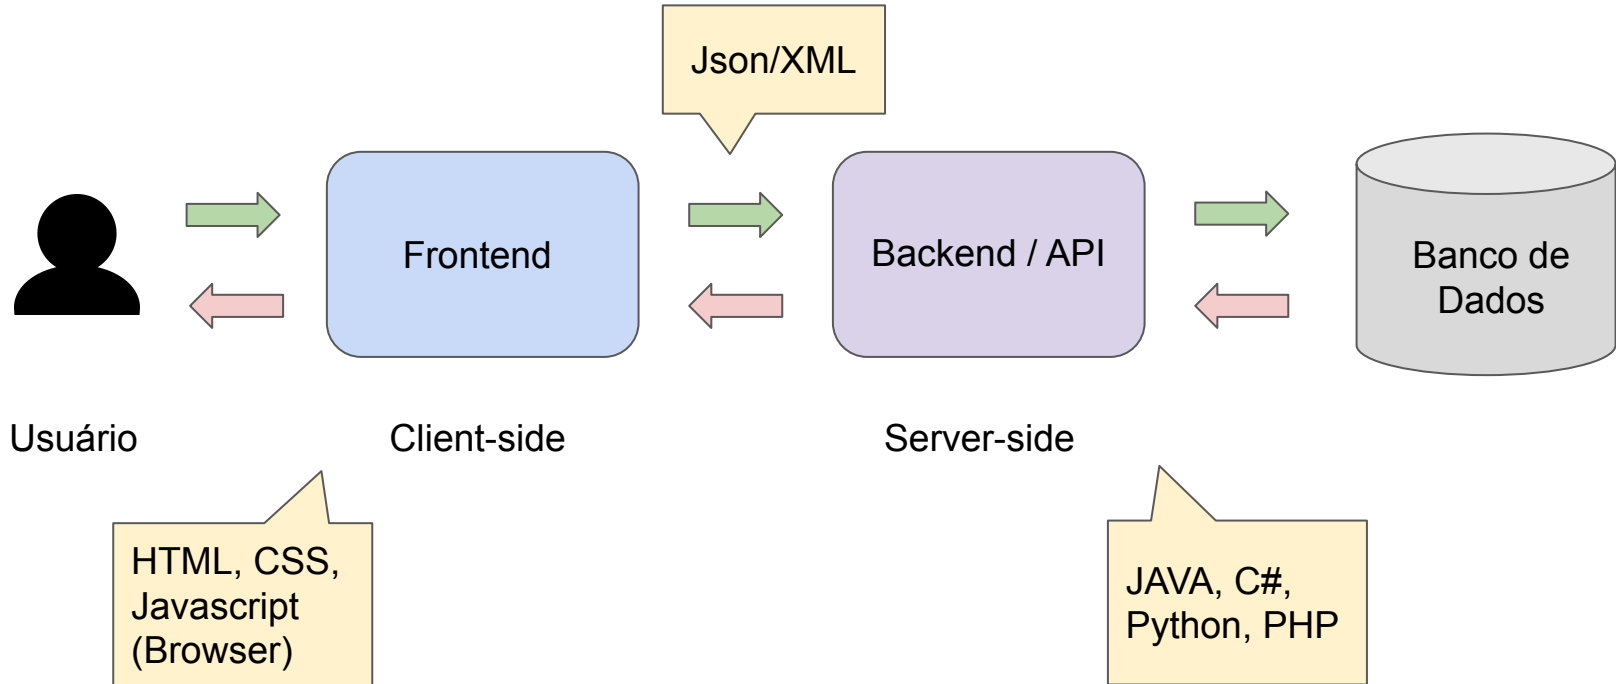 Json/XML
Frontend
Backend / API
Banco de
Dados
Usuário
Client-side
Server-side
HTML, CSS,
Javascript
(Browser)
JAVA, C#,
Python, PHP